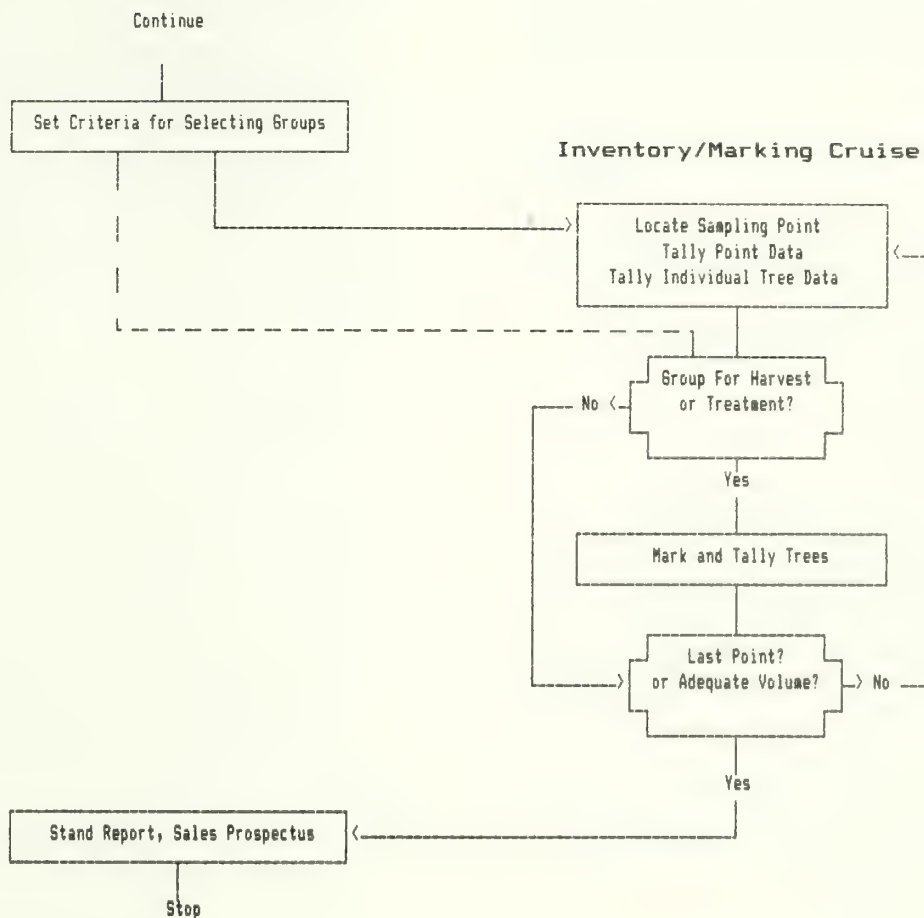 Continue
Set Criteria for Selecting Groups
Inventory/Marking Cruise
Locate Sampling Point
Tally Point Data
Tally Individual Tree Data
Group For Harvest
or Treatment?
No
Yes
Mark and Tally Trees
Last Point?
or Adequate Volume?
No
Yes
Stand Report, Sales Prospectus
Stop